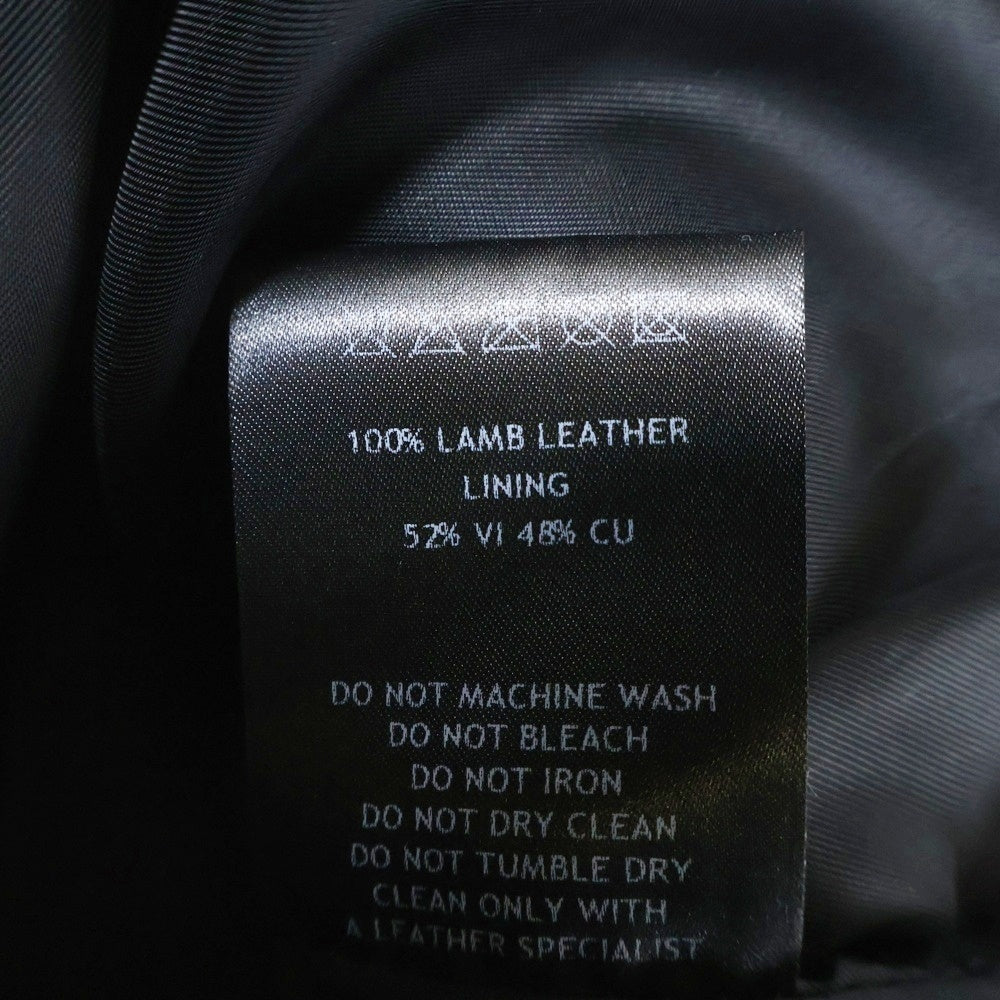 100% LAMB LEATHER
LINING
52% VI 48% CU
DO NOT MACHINE WASH
DO NOT BLEACH
DO NOT IRON
DO NOT DRY CLEAN
DO NOT TUMBLE DRY
CLEAN ONLY WITH
A LEATHER SPECIALIST